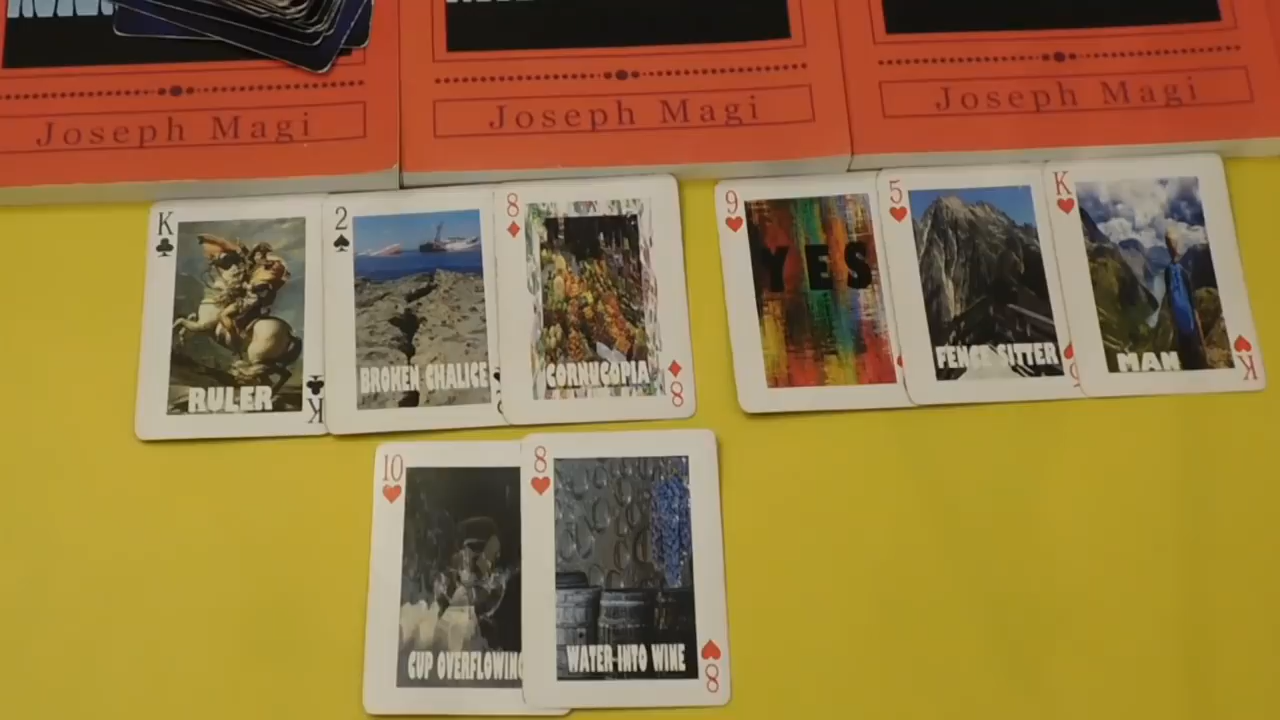 Joseph Magi
Joseph Magi
Joseph Magi
K
RULER
K
2
BROKEN CHALICE
8
CORNUCOPIA
8
9
YES
5
FENCE SITTER
K
MAN
K
10
CUP OVERFLOWING
8
WATER INTO WINE
8